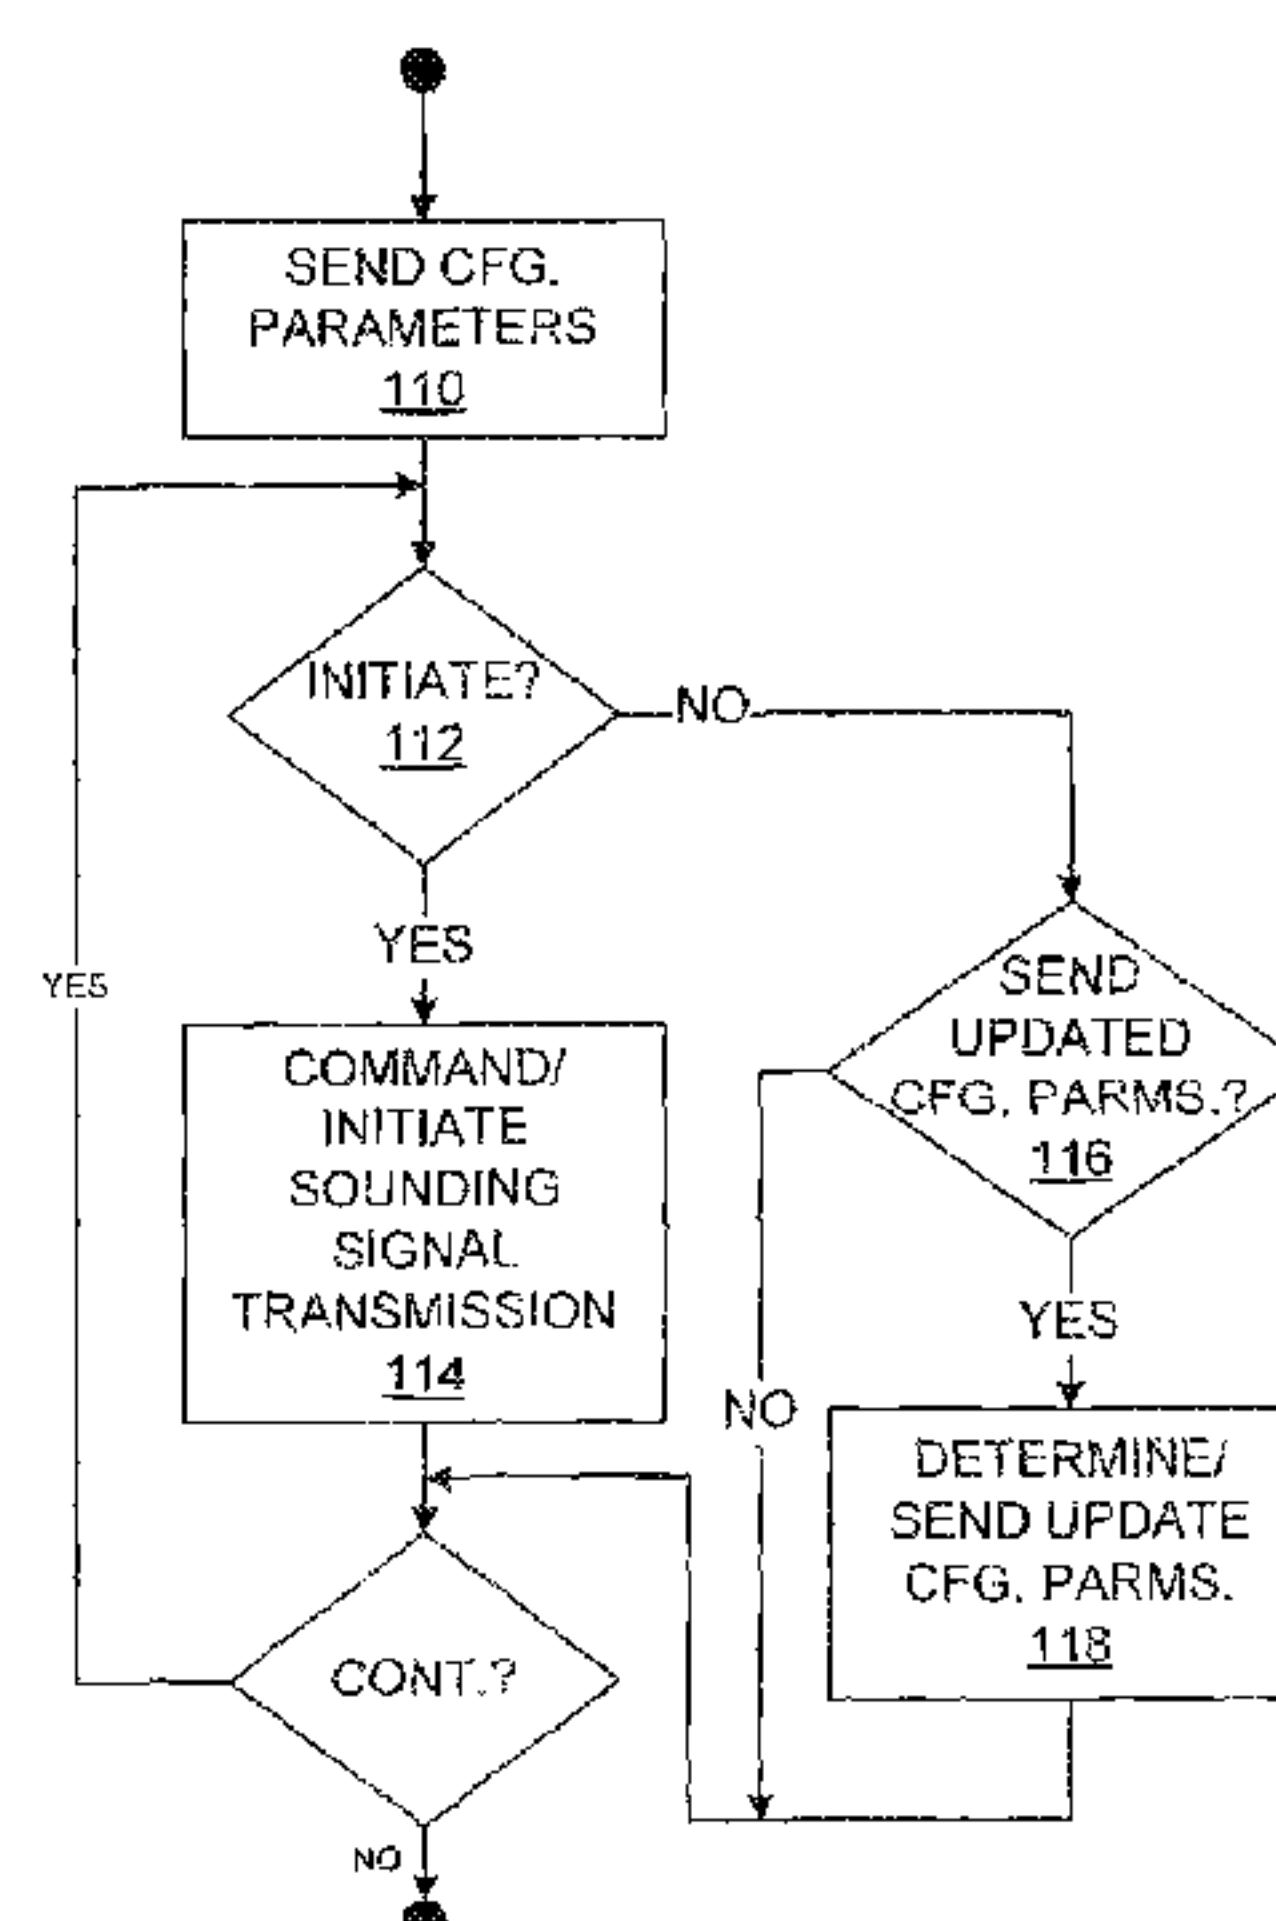 SEND CFG.
PARAMETERS
110
INITIATE?
112
NO
YES
YES
SEND
UPDATED
CFG. PARMS.?
116
COMMAND/
INITIATE
SOUNDING
SIGNAL
TRANSMISSION
114
YES
NO
DETERMINE/
SEND UPDATE
CFG. PARMS.
118
CONT.?
NO